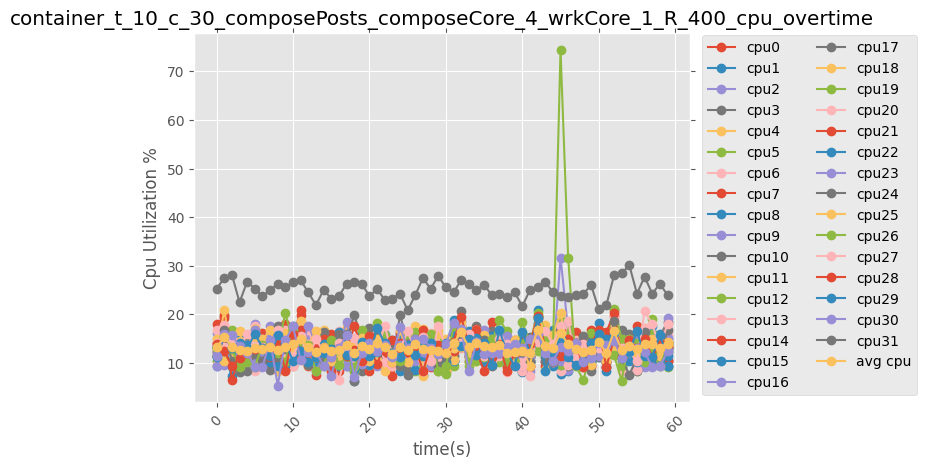 container_t_10_c_30_composePosts_composeCore_4_wrkCore_1_R_400_cpu_overtime
Cpu Utilization %
70
60
50
40
30
20
10
0
10
20
30
40
50
60
time(s)
cpu0
cpu1
cpu2
cpu3
cpu4
cpu5
cpu6
cpu7
cpu8
cpu9
cpu10
cpu11
cpu12
cpu13
cpu14
cpu15
cpu16
cpu17
cpu18
cpu19
cpu20
cpu21
cpu22
cpu23
cpu24
cpu25
cpu26
cpu27
cpu28
cpu29
cpu30
cpu31
avg cpu